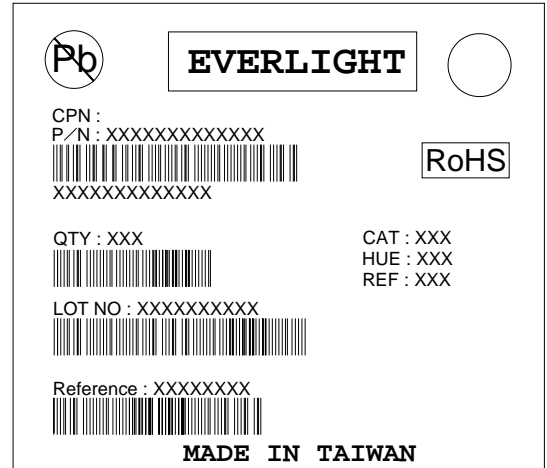 Pb
EVERLIGHT
CPN :
P/N : XXXXXXXXXXXXX
RoHS
XXXXXXXXXXXXX
QTY : XXX
CAT : XXX
HUE : XXX
REF : XXX
LOT NO : XXXXXXXXXX
Reference : XXXXXXXX
MADE IN TAIWAN